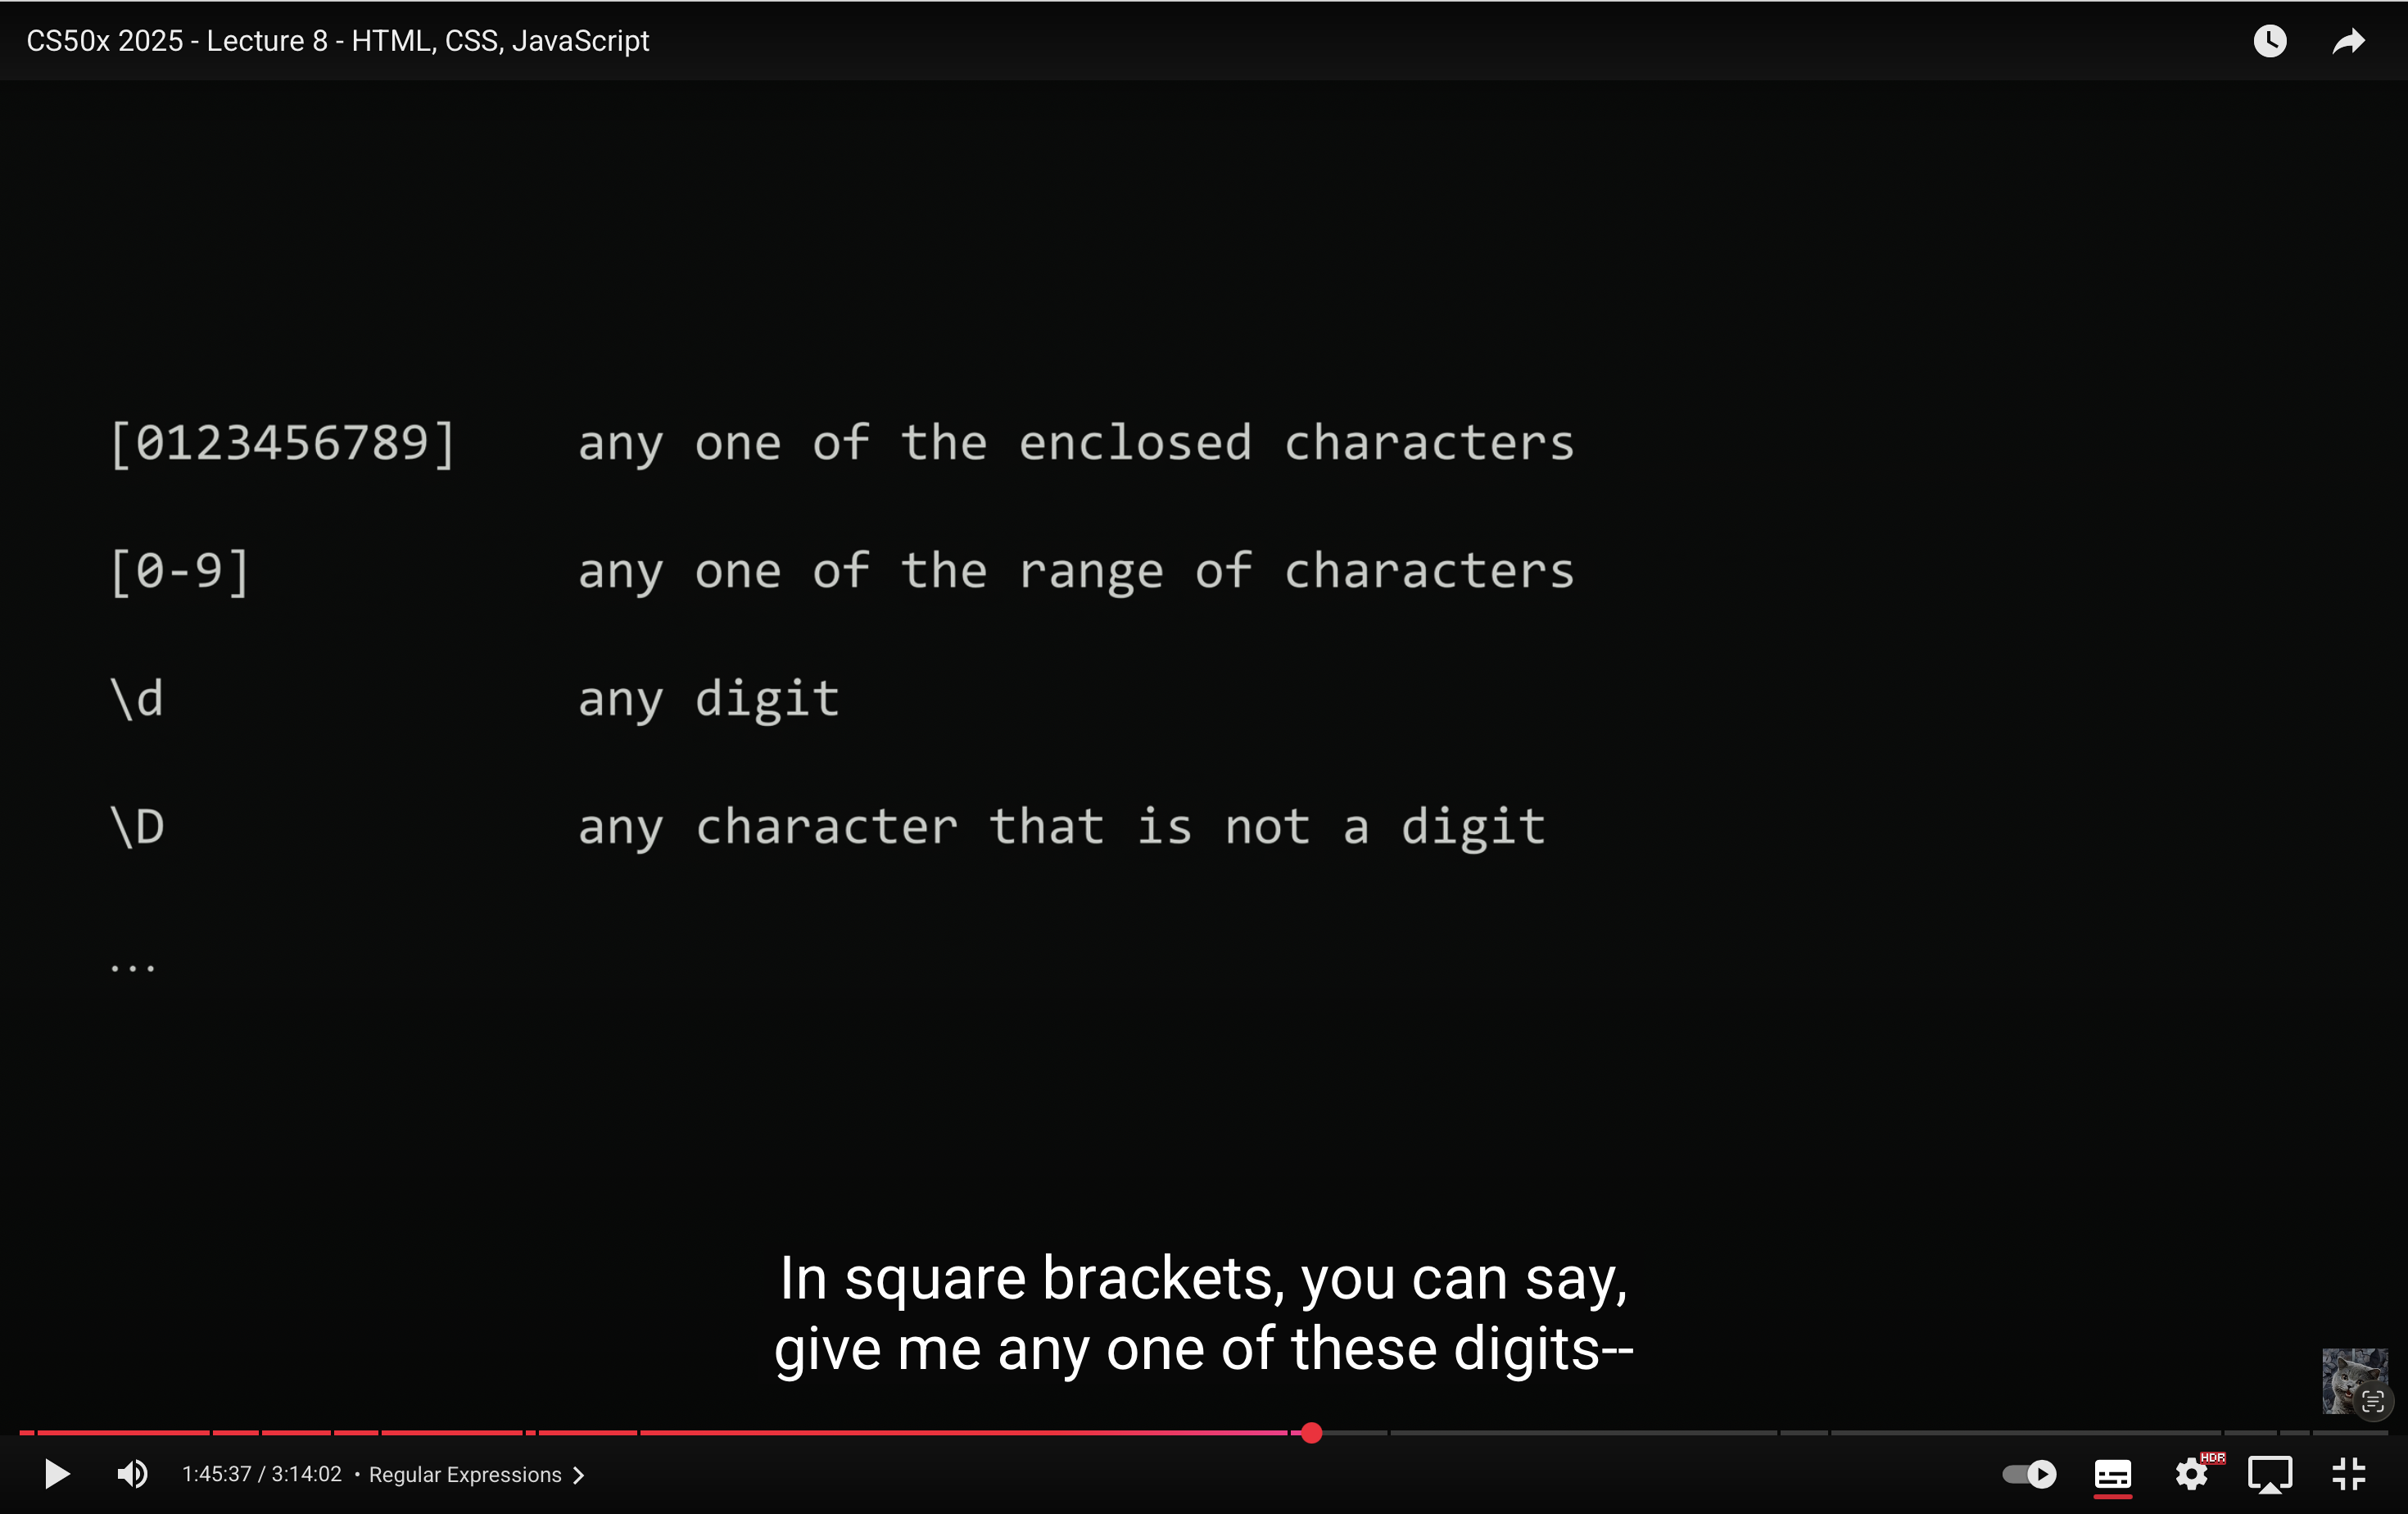 CS50x 2025 - Lecture 8 - HTML, CSS, JavaScript
[0123456789] any one of the enclosed characters
[0-9] any one of the range of characters
\d any digit
\D any character that is not a digit
...
In square brackets, you can say,
give me any one of these digits--
1:45:37 / 3:14:02 • Regular Expressions
HDR